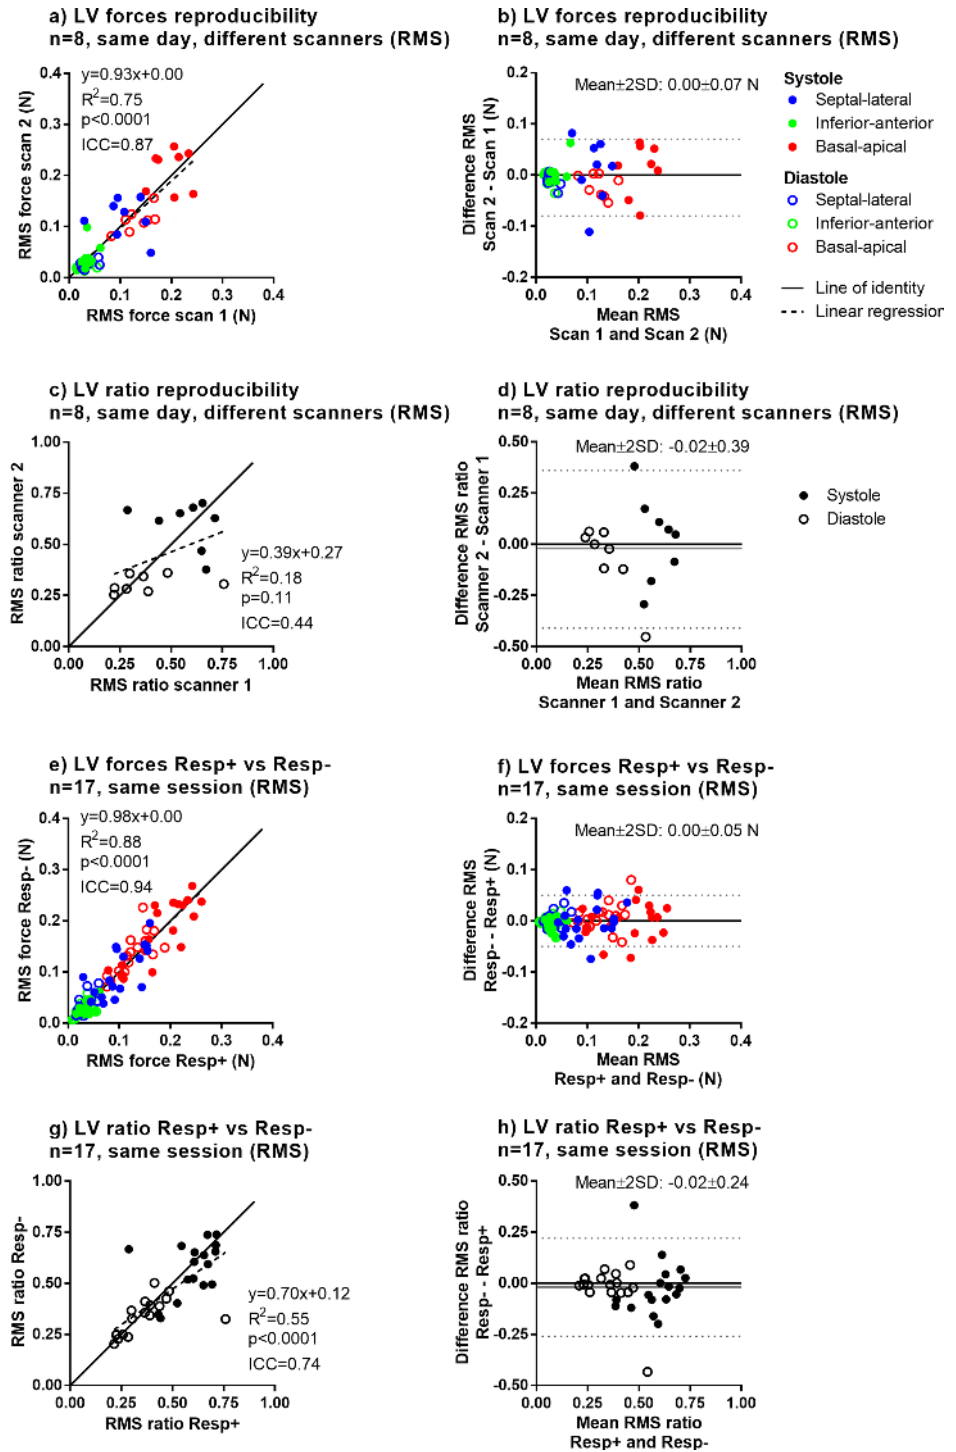 a) LV forces reproducibility
n=8, same day, different scanners (RMS)
y=0.93x+0.00
R²=0.75
p<0.0001
ICC=0.87
RMS force scan 2 (N)
0.4
0.3
0.2
0.1
0.0
0.0 0.1 0.2 0.3 0.4
RMS force scan 1 (N)
b) LV forces reproducibility
n=8, same day, different scanners (RMS)
Mean±2SD: 0.00±0.07 N
Difference RMS
Scan 2 - Scan 1 (N)
0.2
0.1
0.0
-0.1
-0.2
0.0 0.1 0.2 0.3 0.4
Mean RMS
Scan 1 and Scan 2 (N)
Systole
Septal-lateral
Inferior-anterior
Basal-apical
Diastole
Septal-lateral
Inferior-anterior
Basal-apical
Line of identity
Linear regression
c) LV ratio reproducibility
n=8, same day, different scanners (RMS)
RMS ratio scanner 2
1.00
0.75
0.50
0.25
0.00
y=0.39x+0.27
R²=0.18
p=0.11
ICC=0.44
0.00 0.25 0.50 0.75 1.00
RMS ratio scanner 1
d) LV ratio reproducibility
n=8, same day, different scanners (RMS)
Mean±2SD: -0.02±0.39
Difference RMS ratio
Scanner 2 - Scanner 1
0.50
0.25
0.00
-0.25
-0.50
0.00 0.25 0.50 0.75 1.00
Mean RMS ratio
Scanner 1 and Scanner 2
Systole
Diastole
e) LV forces Resp+ vs Resp-
n=17, same session (RMS)
y=0.98x+0.00
R²=0.88
p<0.0001
ICC=0.94
RMS force Resp- (N)
0.4
0.3
0.2
0.1
0.0
0.0 0.1 0.2 0.3 0.4
RMS force Resp+ (N)
f) LV forces Resp+ vs Resp-
n=17, same session (RMS)
Mean±2SD: 0.00±0.05 N
Difference RMS
Resp- - Resp+ (N)
0.2
0.1
0.0
-0.1
-0.2
0.0 0.1 0.2 0.3 0.4
Mean RMS
Resp+ and Resp- (N)
g) LV ratio Resp+ vs Resp-
n=17, same session (RMS)
RMS ratio Resp-
1.00
0.75
0.50
0.25
0.00
y=0.70x+0.12
R²=0.55
p<0.0001
ICC=0.74
0.00 0.25 0.50 0.75 1.00
RMS ratio Resp+
h) LV ratio Resp+ vs Resp-
n=17, same session (RMS)
Mean±2SD: -0.02±0.24
Difference RMS ratio
Resp- - Resp+
0.50
0.25
0.00
-0.25
-0.50
0.00 0.25 0.50 0.75 1.00
Mean RMS ratio
Resp+ and Resp-